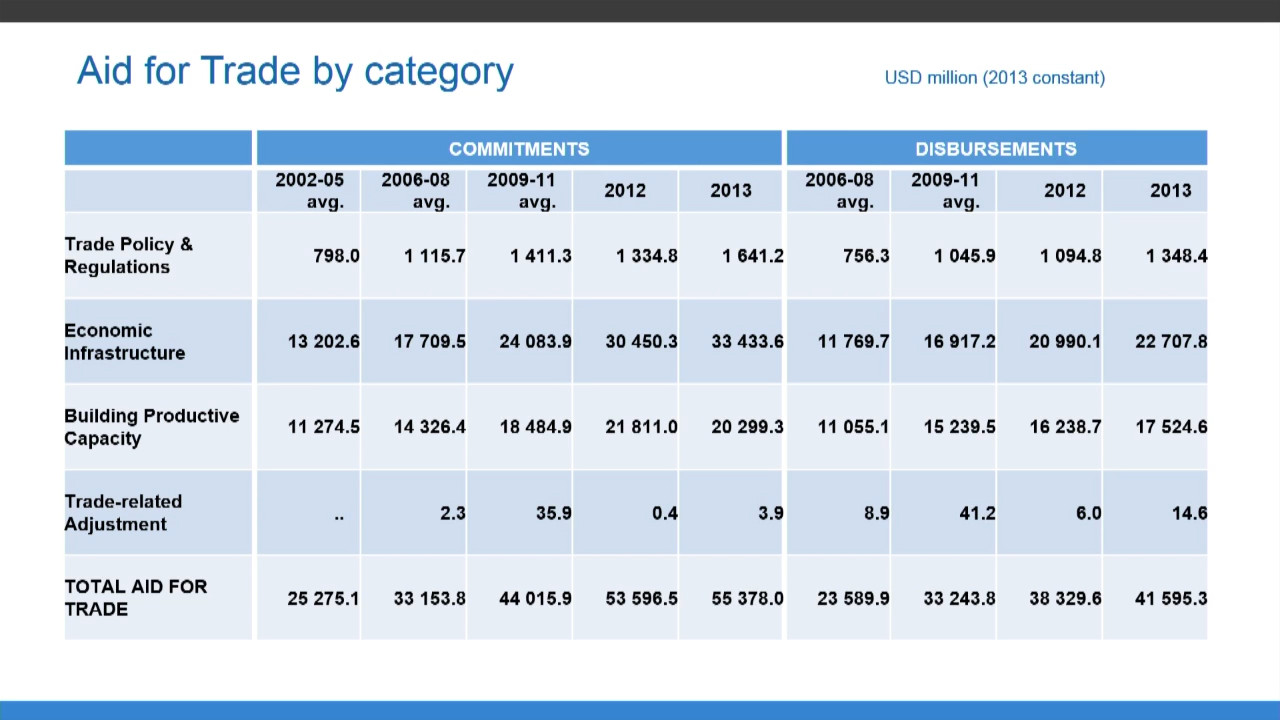 Aid for Trade by category
USD million (2013 constant)
COMMITMENTS DISBURSEMENTS
2002-05 avg. 2006-08 avg. 2009-11 avg. 2012 2013 2006-08 avg. 2009-11 avg. 2012 2013
Trade Policy & Regulations 798.0 1 115.7 1 411.3 1 334.8 1 641.2 756.3 1 045.9 1 094.8 1 348.4
Economic Infrastructure 13 202.6 17 709.5 24 083.9 30 450.3 33 433.6 11 769.7 16 917.2 20 990.1 22 707.8
Building Productive Capacity 11 274.5 14 326.4 18 484.9 21 811.0 20 299.3 11 055.1 15 239.5 16 238.7 17 524.6
Trade-related Adjustment .. 2.3 35.9 0.4 3.9 8.9 41.2 6.0 14.6
TOTAL AID FOR TRADE 25 275.1 33 153.8 44 015.9 53 596.5 55 378.0 23 589.9 33 243.8 38 329.6 41 595.3